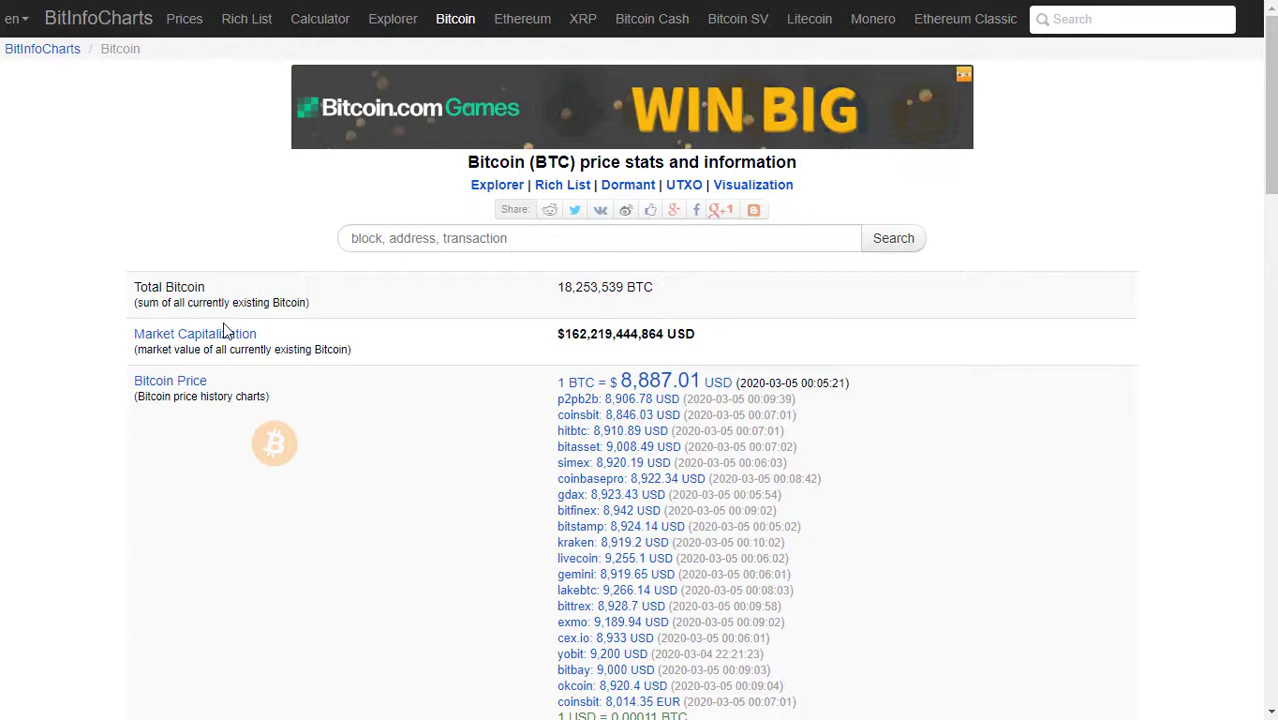 en BitInfoCharts Prices Rich List Calculator Explorer Bitcoin Ethereum XRP Bitcoin Cash Bitcoin SV Litecoin Monero Ethereum Classic Search
BitInfoCharts / Bitcoin
Bitcoin.com Games WIN BIG
Bitcoin (BTC) price stats and information
Explorer | Rich List | Dormant | UTXO | Visualization
Share: g+1
block, address, transaction Search
Total Bitcoin 18,253,539 BTC
(sum of all currently existing Bitcoin)
Market Capitalization $162,219,444,864 USD
(market value of all currently existing Bitcoin)
Bitcoin Price 1 BTC = $ 8,887.01 USD (2020-03-05 00:05:21)
(Bitcoin price history charts) p2pb2b: 8,906.78 USD (2020-03-05 00:09:39)
coinsbit: 8,846.03 USD (2020-03-05 00:07:01)
hitbtc: 8,910.89 USD (2020-03-05 00:07:01)
bitasset: 9,008.49 USD (2020-03-05 00:07:02)
simex: 8,920.19 USD (2020-03-05 00:06:03)
coinbasepro: 8,922.34 USD (2020-03-05 00:08:42)
gdax: 8,923.43 USD (2020-03-05 00:05:54)
bitfinex: 8,942 USD (2020-03-05 00:09:02)
bitstamp: 8,924.14 USD (2020-03-05 00:05:02)
kraken: 8,919.2 USD (2020-03-05 00:10:02)
livecoin: 9,255.1 USD (2020-03-05 00:06:02)
gemini: 8,919.65 USD (2020-03-05 00:06:01)
lakebtc: 9,266.14 USD (2020-03-05 00:08:03)
bittrex: 8,928.7 USD (2020-03-05 00:09:58)
exmo: 9,189.94 USD (2020-03-05 00:09:02)
cex.io: 8,933 USD (2020-03-05 00:06:01)
yobit: 9,200 USD (2020-03-04 22:21:23)
bitbay: 9,000 USD (2020-03-05 00:09:03)
okcoin: 8,920.4 USD (2020-03-05 00:09:04)
coinsbit: 8,014.35 EUR (2020-03-05 00:07:01)
1 USD = 0.00011 BTC